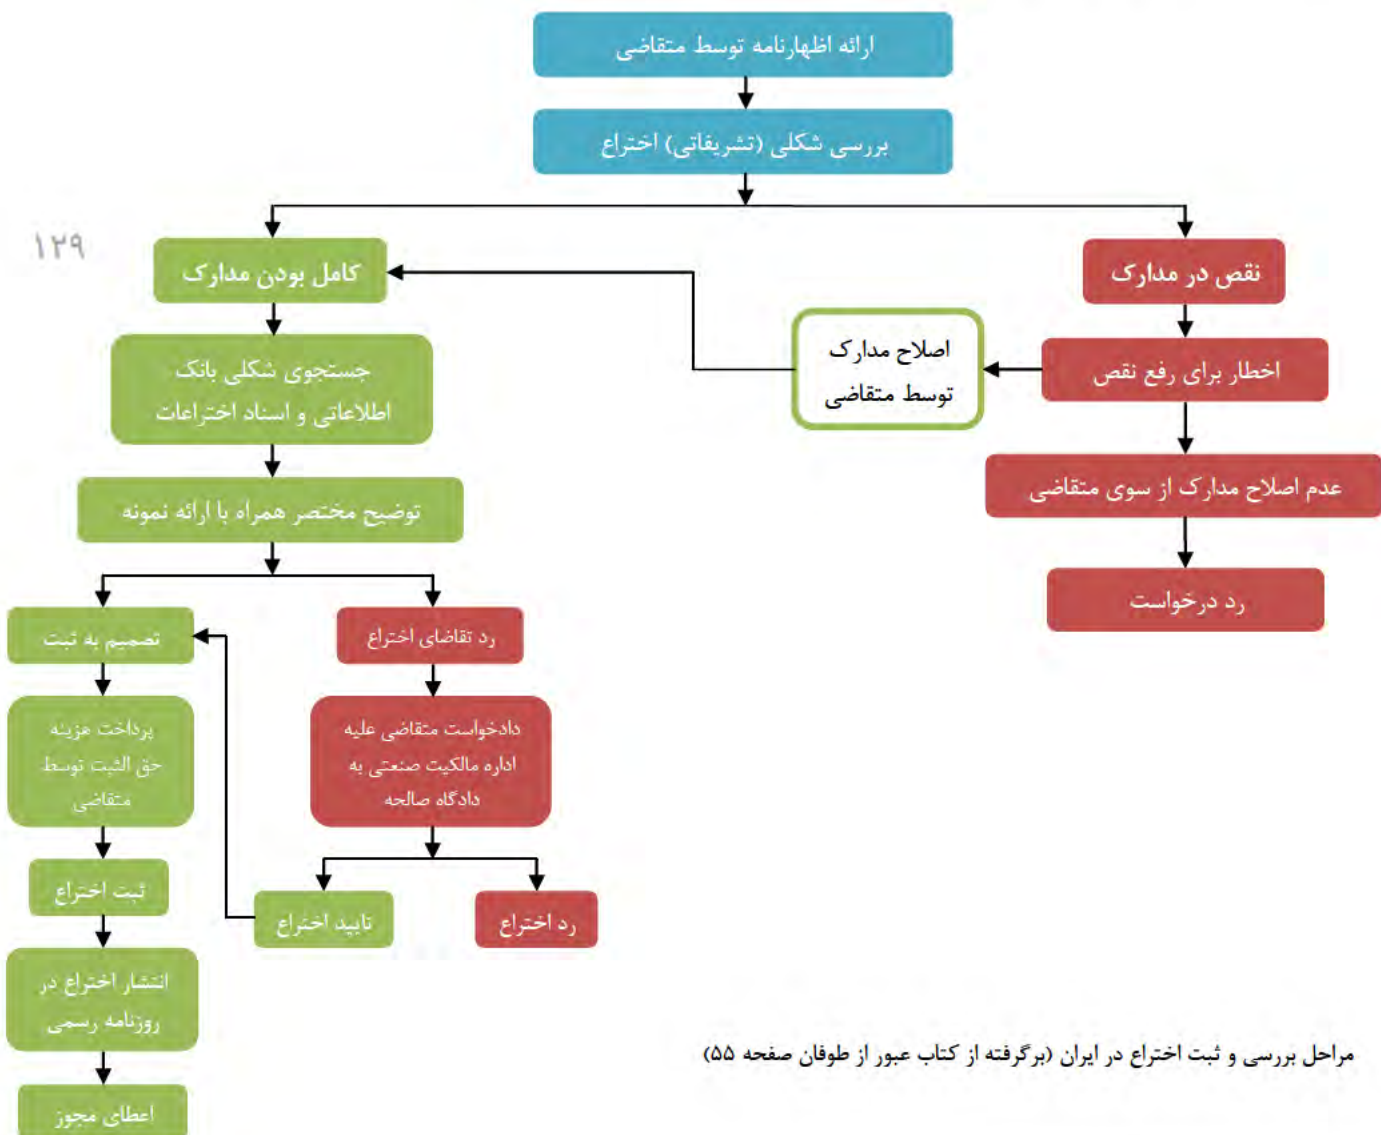 ارائه اظهارنامه توسط متقاضی
بررسی شکلی (تشریفاتی) اختراع
۱۲۹
نقص در مدارک
کامل بودن مدارک
اصلاح مدارک
توسط متقاضی
اخطار برای رفع نقص
جستجوی شکلی بانک
اطلاعاتی و اسناد اختراعات
عدم اصلاح مدارک از سوی متقاضی
توضیح مختصر همراه با ارائه نمونه
رد درخواست
رد تقاضای اختراع
تصمیم به ثبت
دادخواست متقاضی علیه
اداره مالکیت صنعتی به
دادگاه صالحه
پرداخت هزینه
حق الثبت توسط
متقاضی
رد اختراع
تایید اختراع
ثبت اختراع
انتشار اختراع در
روزنامه رسمی
اعطای مجوز
مراحل بررسی و ثبت اختراع در ایران (برگرفته از کتاب عبور از طوفان صفحه ۵۵)